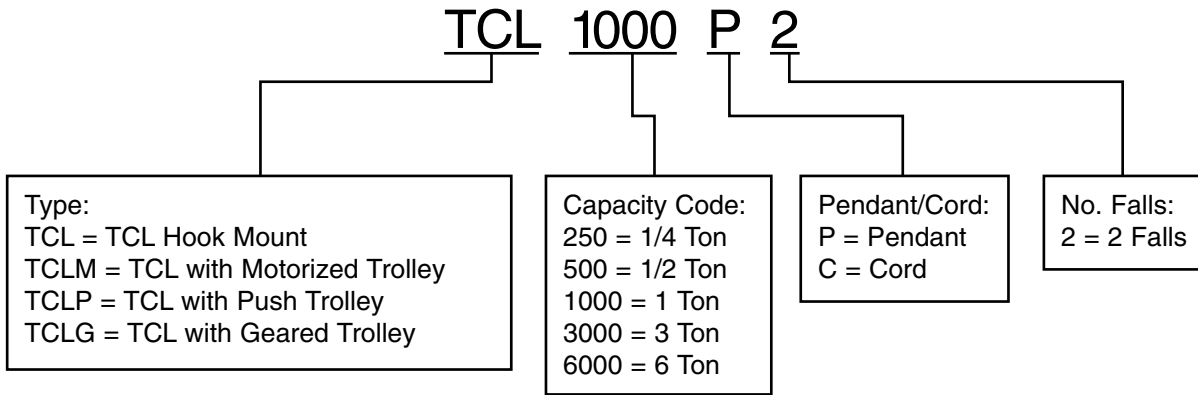 TCL 1000 P 2
Type:
TCL = TCL Hook Mount
TCLM = TCL with Motorized Trolley
TCLP = TCL with Push Trolley
TCLG = TCL with Geared Trolley
Capacity Code:
250 = 1/4 Ton
500 = 1/2 Ton
1000 = 1 Ton
3000 = 3 Ton
6000 = 6 Ton
Pendant/Cord:
P = Pendant
C = Cord
No. Falls:
2 = 2 Falls